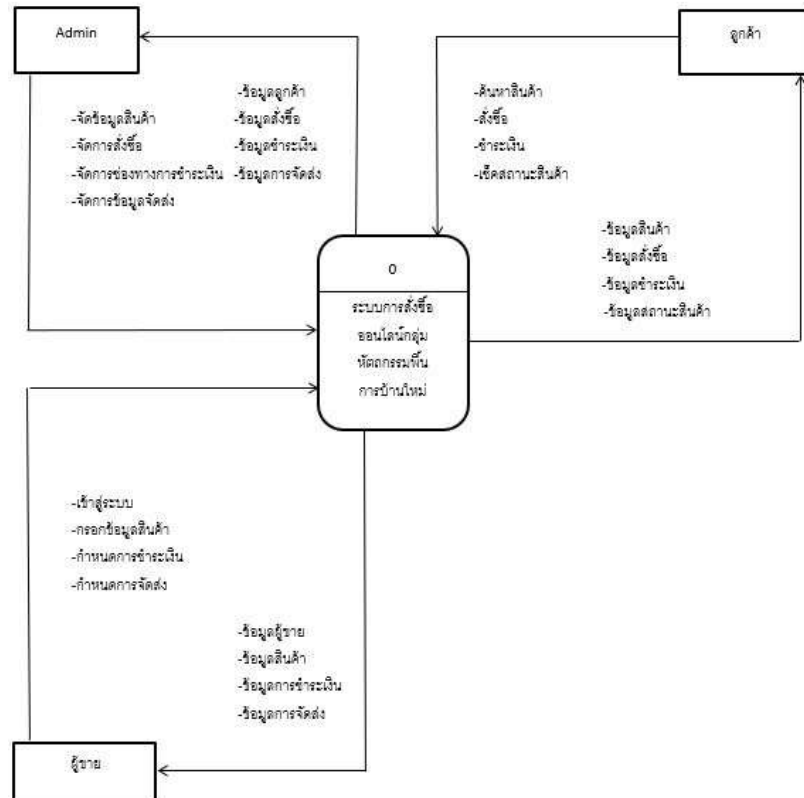 Admin
ลูกค้า
-จัดข้อมูลสินค้า
-จัดการสั่งซื้อ
-จัดการช่องทางการชำระเงิน
-จัดการข้อมูลจัดส่ง
-ข้อมูลลูกค้า
-ข้อมูลสั่งซื้อ
-ข้อมูลชำระเงิน
-ข้อมูลการจัดส่ง
-ค้นหาสินค้า
-สั่งซื้อ
-ชำระเงิน
-เช็คสถานะสินค้า
-ข้อมูลสินค้า
-ข้อมูลสั่งซื้อ
-ข้อมูลชำระเงิน
-ข้อมูลสถานะสินค้า
0
ระบบการสั่งซื้อ
ออนไลน์กลุ่ม
หัตถกรรมพื้น
การบ้านใหม่
-เข้าสู่ระบบ
-กรอกข้อมูลสินค้า
-กำหนดการชำระเงิน
-กำหนดการจัดส่ง
-ข้อมูลผู้ขาย
-ข้อมูลสินค้า
-ข้อมูลการชำระเงิน
-ข้อมูลการจัดส่ง
ผู้ขาย